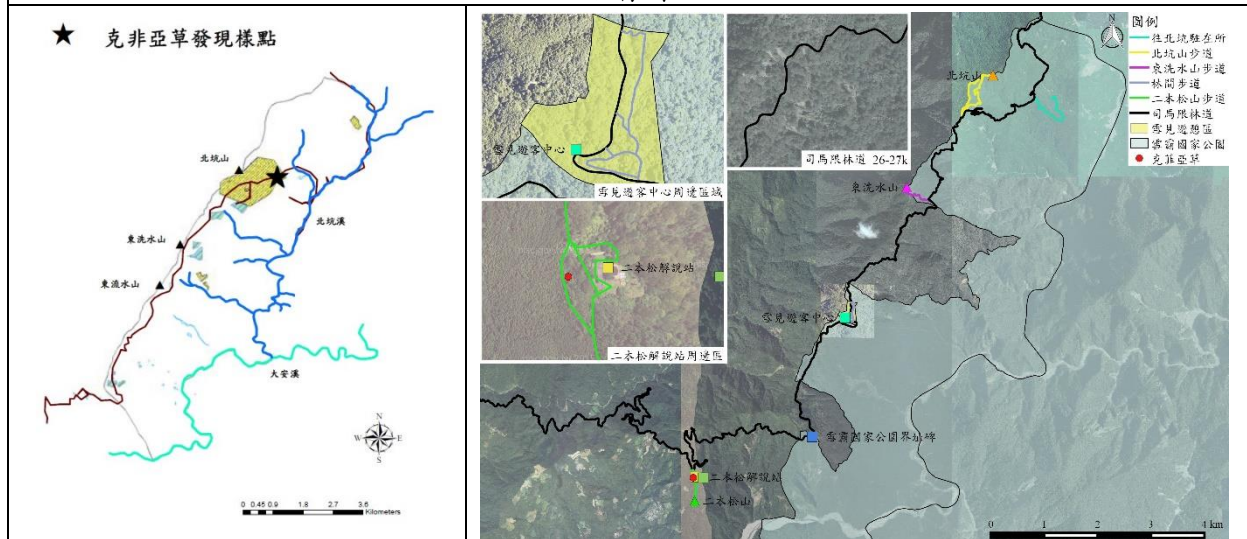 ★ 克非亞草發現樣點
北坑山
北坑溪
東洗水山
東洗水山
大安溪
N
W E
S
0 0.45 0.9 1.8 2.7 3.6
Kilometers
雪見遊客中心
雪見遊客中心周邊區域
司馬限林道 26-27k
二本松解說站
二本松解說站周邊區
N
圖例
往北坑駐在所
北坑山步道
東洗水山步道
林間步道
二本松山步道
司馬限林道
雪見遊憩區
雪霸國家公園
克菲亞草
北坑山
東洗水山
雪見遊客中心
雪霸國家公園界址碑
二本松解說站
二本松山
0 1 2 3 4 km